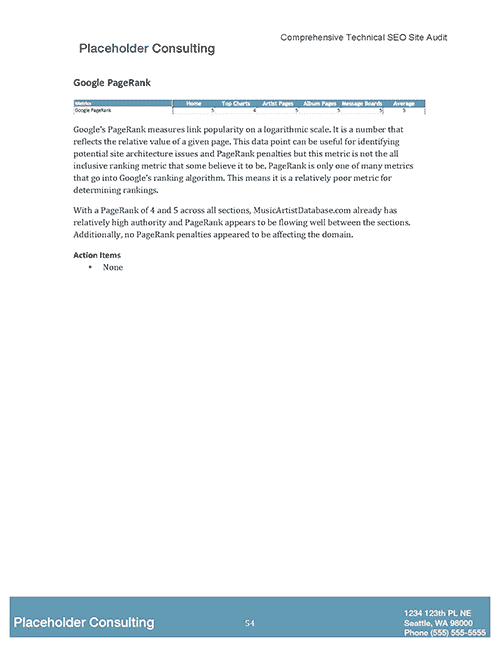 Comprehensive Technical SEO Site Audit
Placeholder Consulting
Google PageRank
Metrics Home Top Charts Artist Pages Album Pages Message Boards Average
Google PageRank 5 4 5 5 5 5
Google's PageRank measures link popularity on a logarithmic scale. It is a number that
reflects the relative value of a given page. This data point can be useful for identifying
potential site architecture issues and PageRank penalties but this metric is not the all
inclusive ranking metric that some believe it to be. PageRank is only one of many metrics
that go into Google's ranking algorithm. This means it is a relatively poor metric for
determining rankings.
With a PageRank of 4 and 5 across all sections, MusicArtistDatabase.com already has
relatively high authority and PageRank appears to be flowing well between the sections.
Additionally, no PageRank penalties appeared to be affecting the domain.
Action Items
• None
Placeholder Consulting
54
1234 123th PL NE
Seattle, WA 98000
Phone (555) 555-5555